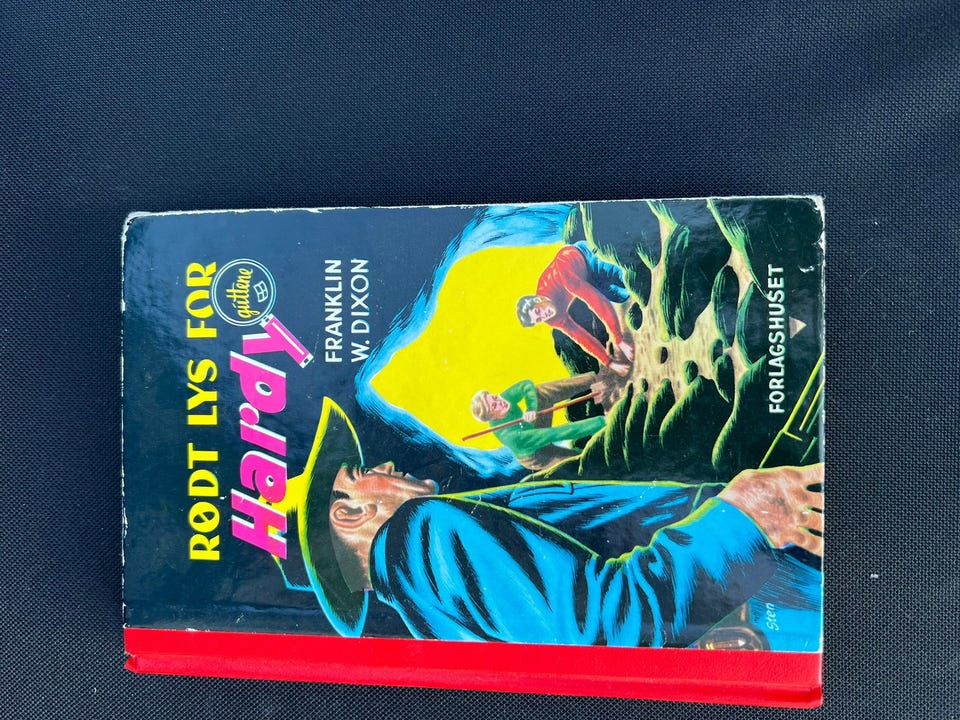 RØDT LYS FOR
Hardy
guttene
FRANKLIN
W. DIXON
FORLAGSHUSET
Sten